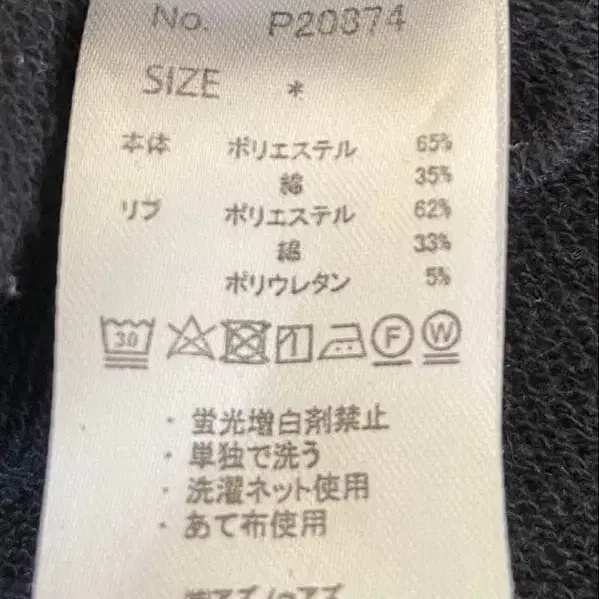 No. P20874
SIZE *
本体 ポリエステル 65%
綿 35%
リブ ポリエステル 62%
綿 33%
ポリウレタン 5%
30 F W
・蛍光増白剤禁止
・単独で洗う
・洗濯ネット使用
・あて布使用